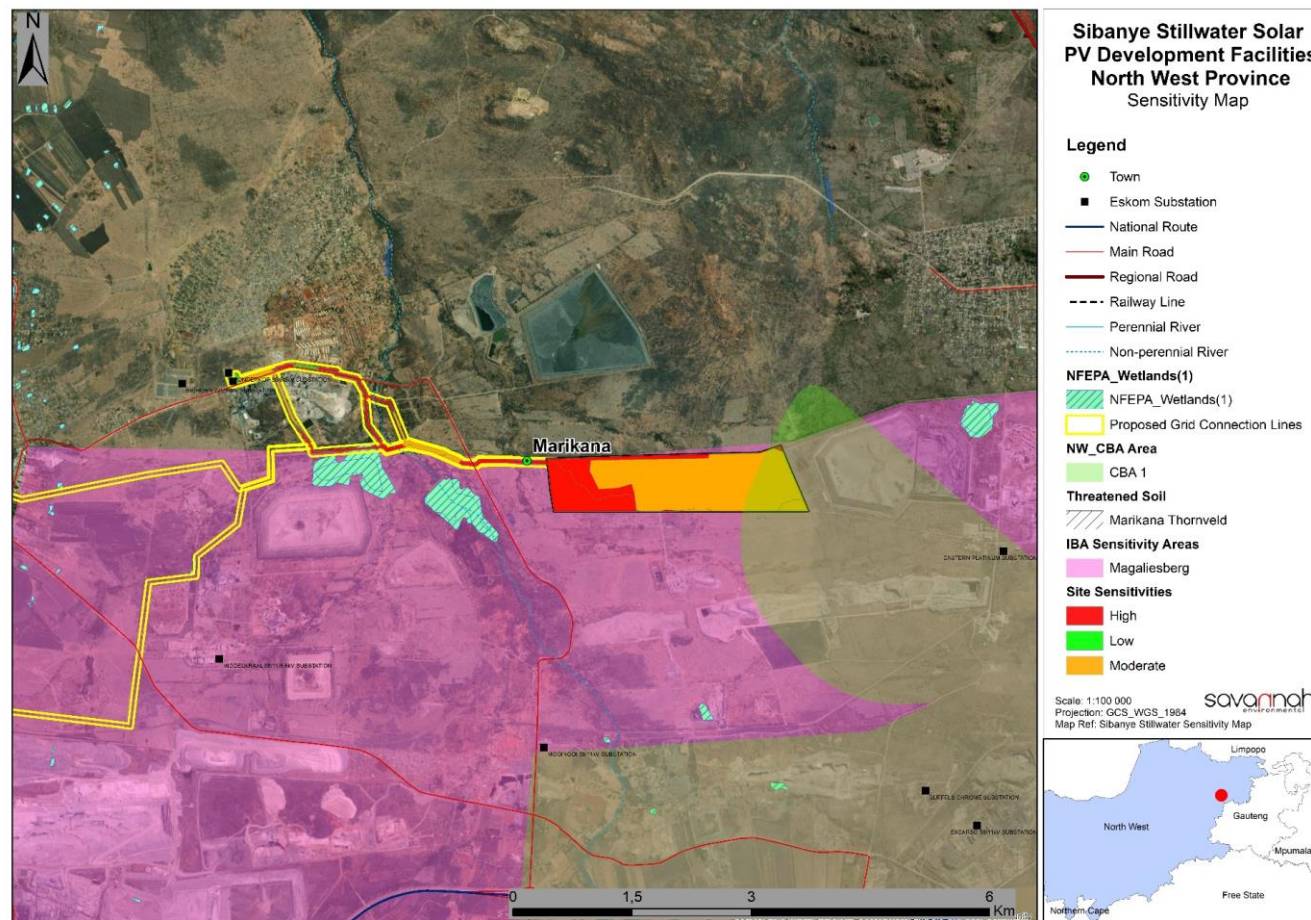 N
Marikana
EASTERN PLATINUM SUBSTATION
BUFFELS CHROME SUBSTATION
0
1,5
3
6
Km
Sibanye Stillwater Solar
PV Development Facilities
North West Province
Sensitivity Map
Legend
Town
Eskom Substation
National Route
Main Road
Regional Road
Railway Line
Perennial River
Non-perennial River
NFEPA_Wetlands(1)
NFEPA_Wetlands(1)
Proposed Grid Connection Lines
NW_CBA Area
CBA 1
Threatened Soil
Marikana Thornveld
IBA Sensitivity Areas
Magaliesberg
Site Sensitivities
High
Low
Moderate
Scale: 1:100 000
Projection: GCS_WGS_1984
Map Ref: Sibanye Stillwater Sensitivity Map
savannah
environmental
Limpopo
North West
Gauteng
Mpumala
Free State
Northern Cape